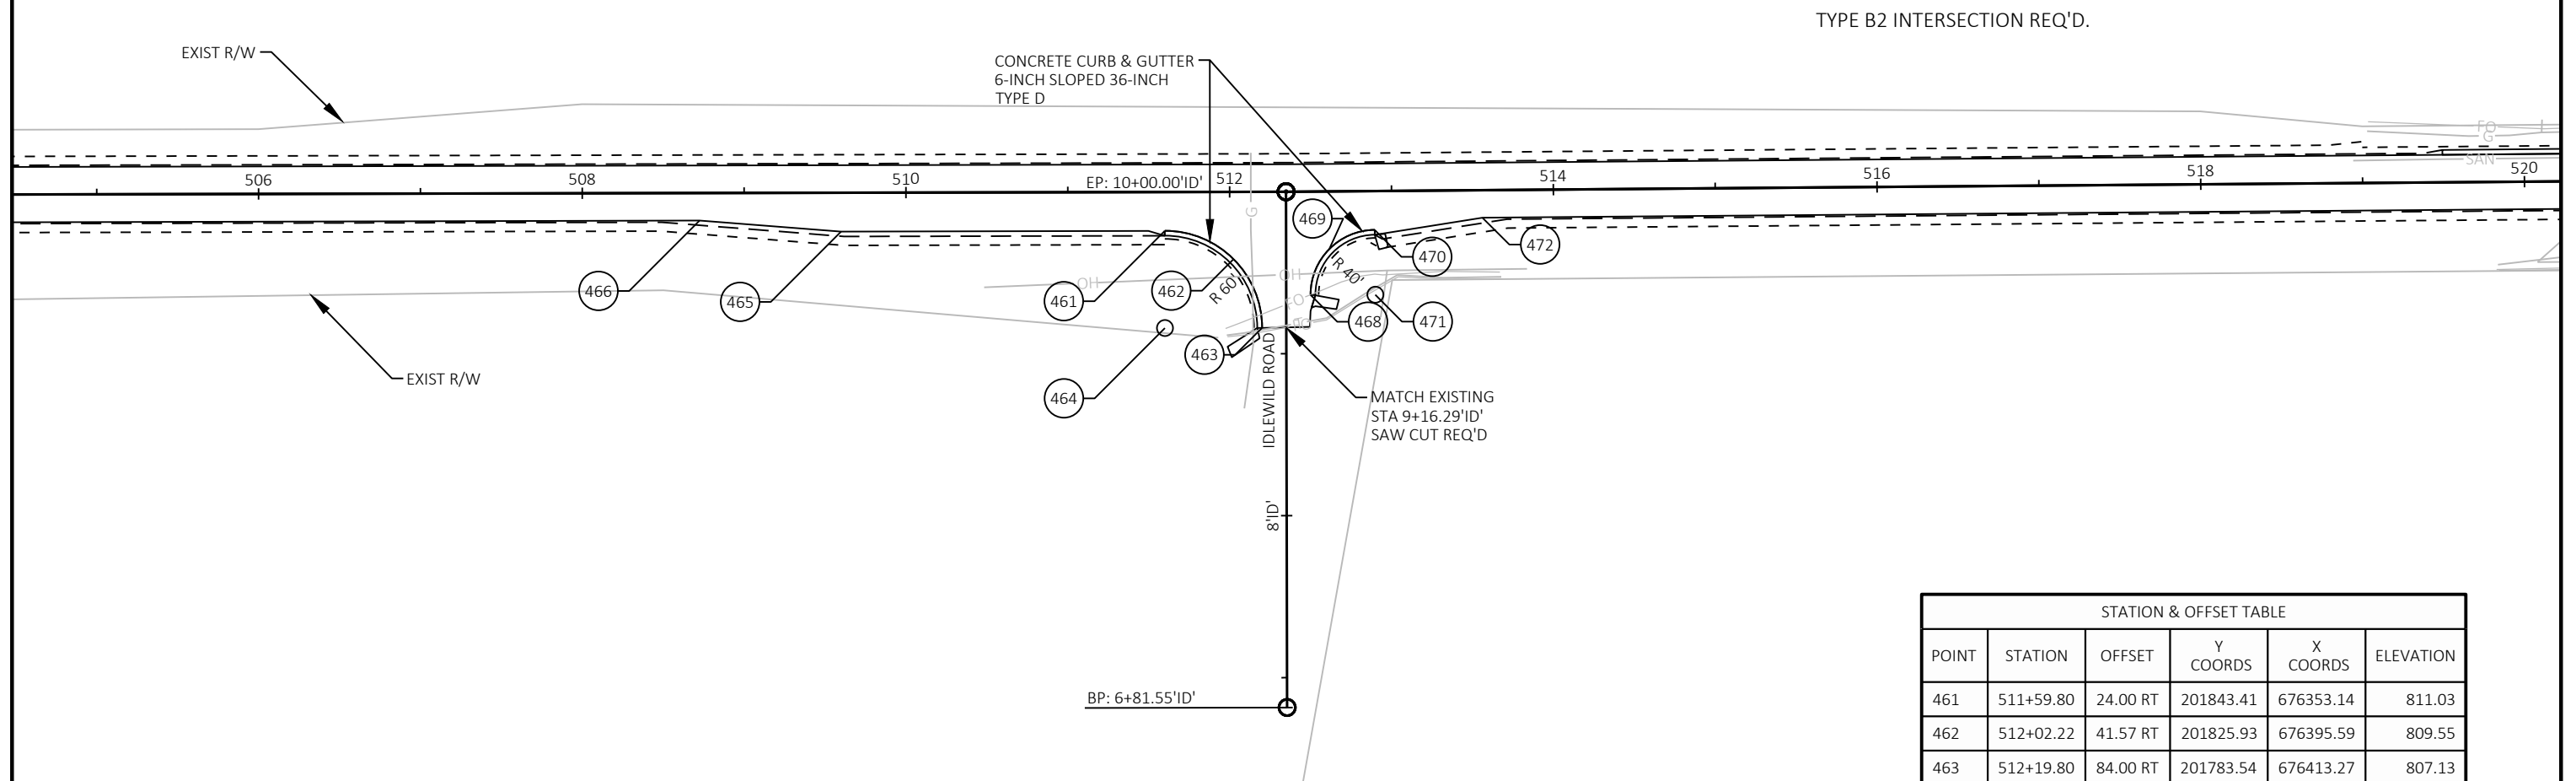 TYPE B2 INTERSECTION REQ'D.
EXIST R/W
CONCRETE CURB & GUTTER
6-INCH SLOPED 36-INCH
TYPE D
FO
G
SAN
506
508
510
EP: 10+00.00'ID'
512
514
516
518
520
G
469
470
472
466
465
461
462
R 60'
R 40'
OH
OH
FO
468
471
463
464
EXIST R/W
IDLEWILD ROAD
MATCH EXISTING
STA 9+16.29'ID'
SAW CUT REQ'D
8'ID'
BP: 6+81.55'ID'
STATION & OFFSET TABLE
POINT STATION OFFSET Y COORDS X COORDS ELEVATION
461 511+59.80 24.00 RT 201843.41 676353.14 811.03
462 512+02.22 41.57 RT 201825.93 676395.59 809.55
463 512+19.80 84.00 RT 201783.54 676413.27 807.13